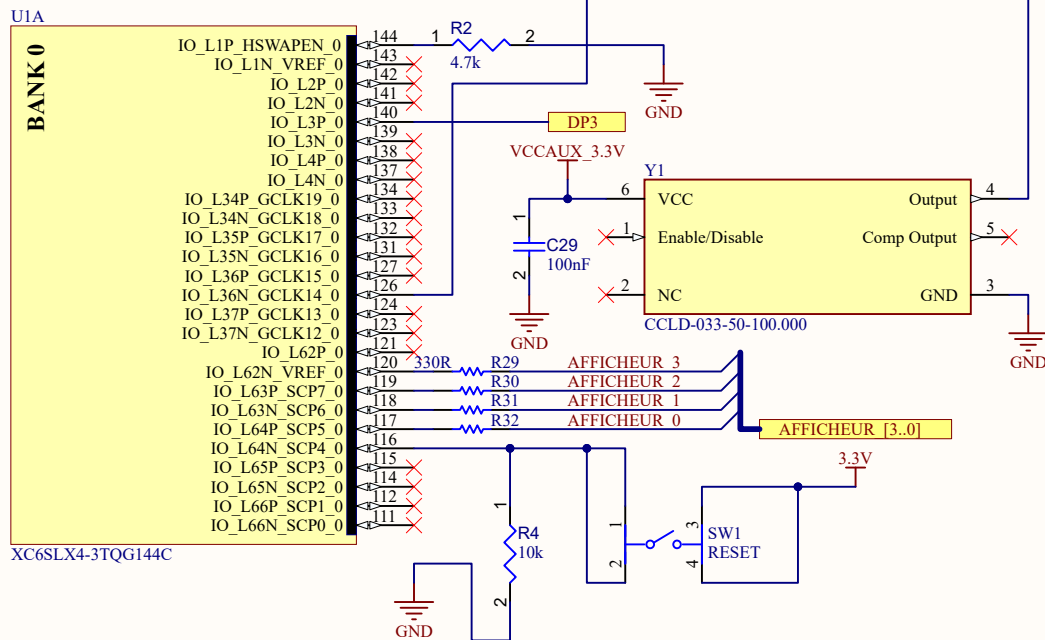 U1A
BANK 0
IO_L1P_HSWAPEN_0 144
IO_L1N_VREF_0 143
IO_L2P_0 142
IO_L2N_0 141
IO_L3P_0 140
IO_L3N_0 139
IO_L4P_0 138
IO_L4N_0 137
IO_L34P_GCLK19_0 134
IO_L34N_GCLK18_0 133
IO_L35P_GCLK17_0 132
IO_L35N_GCLK16_0 131
IO_L36P_GCLK15_0 127
IO_L36N_GCLK14_0 126
IO_L37P_GCLK13_0 124
IO_L37N_GCLK12_0 123
IO_L62P_0 121
IO_L62N_VREF_0 120
IO_L63P_SCP7_0 119
IO_L63N_SCP6_0 118
IO_L64P_SCP5_0 117
IO_L64N_SCP4_0 116
IO_L65P_SCP3_0 115
IO_L65N_SCP2_0 114
IO_L66P_SCP1_0 112
IO_L66N_SCP0_0 111
XC6SLX4-3TQG144C
R2
1 2
4.7k
GND
DP3
VCCAUX_3.3V
1
C29
100nF
2
GND
Y1
6 VCC Output 4
1 Enable/Disable Comp Output 5
2 NC GND 3
CCLD-033-50-100.000
GND
330R R29 AFFICHEUR_3
R30 AFFICHEUR_2
R31 AFFICHEUR_1
R32 AFFICHEUR_0
AFFICHEUR_[3..0]
3.3V
1
R4
10k
2
GND
1 3
SW1
RESET
2 4